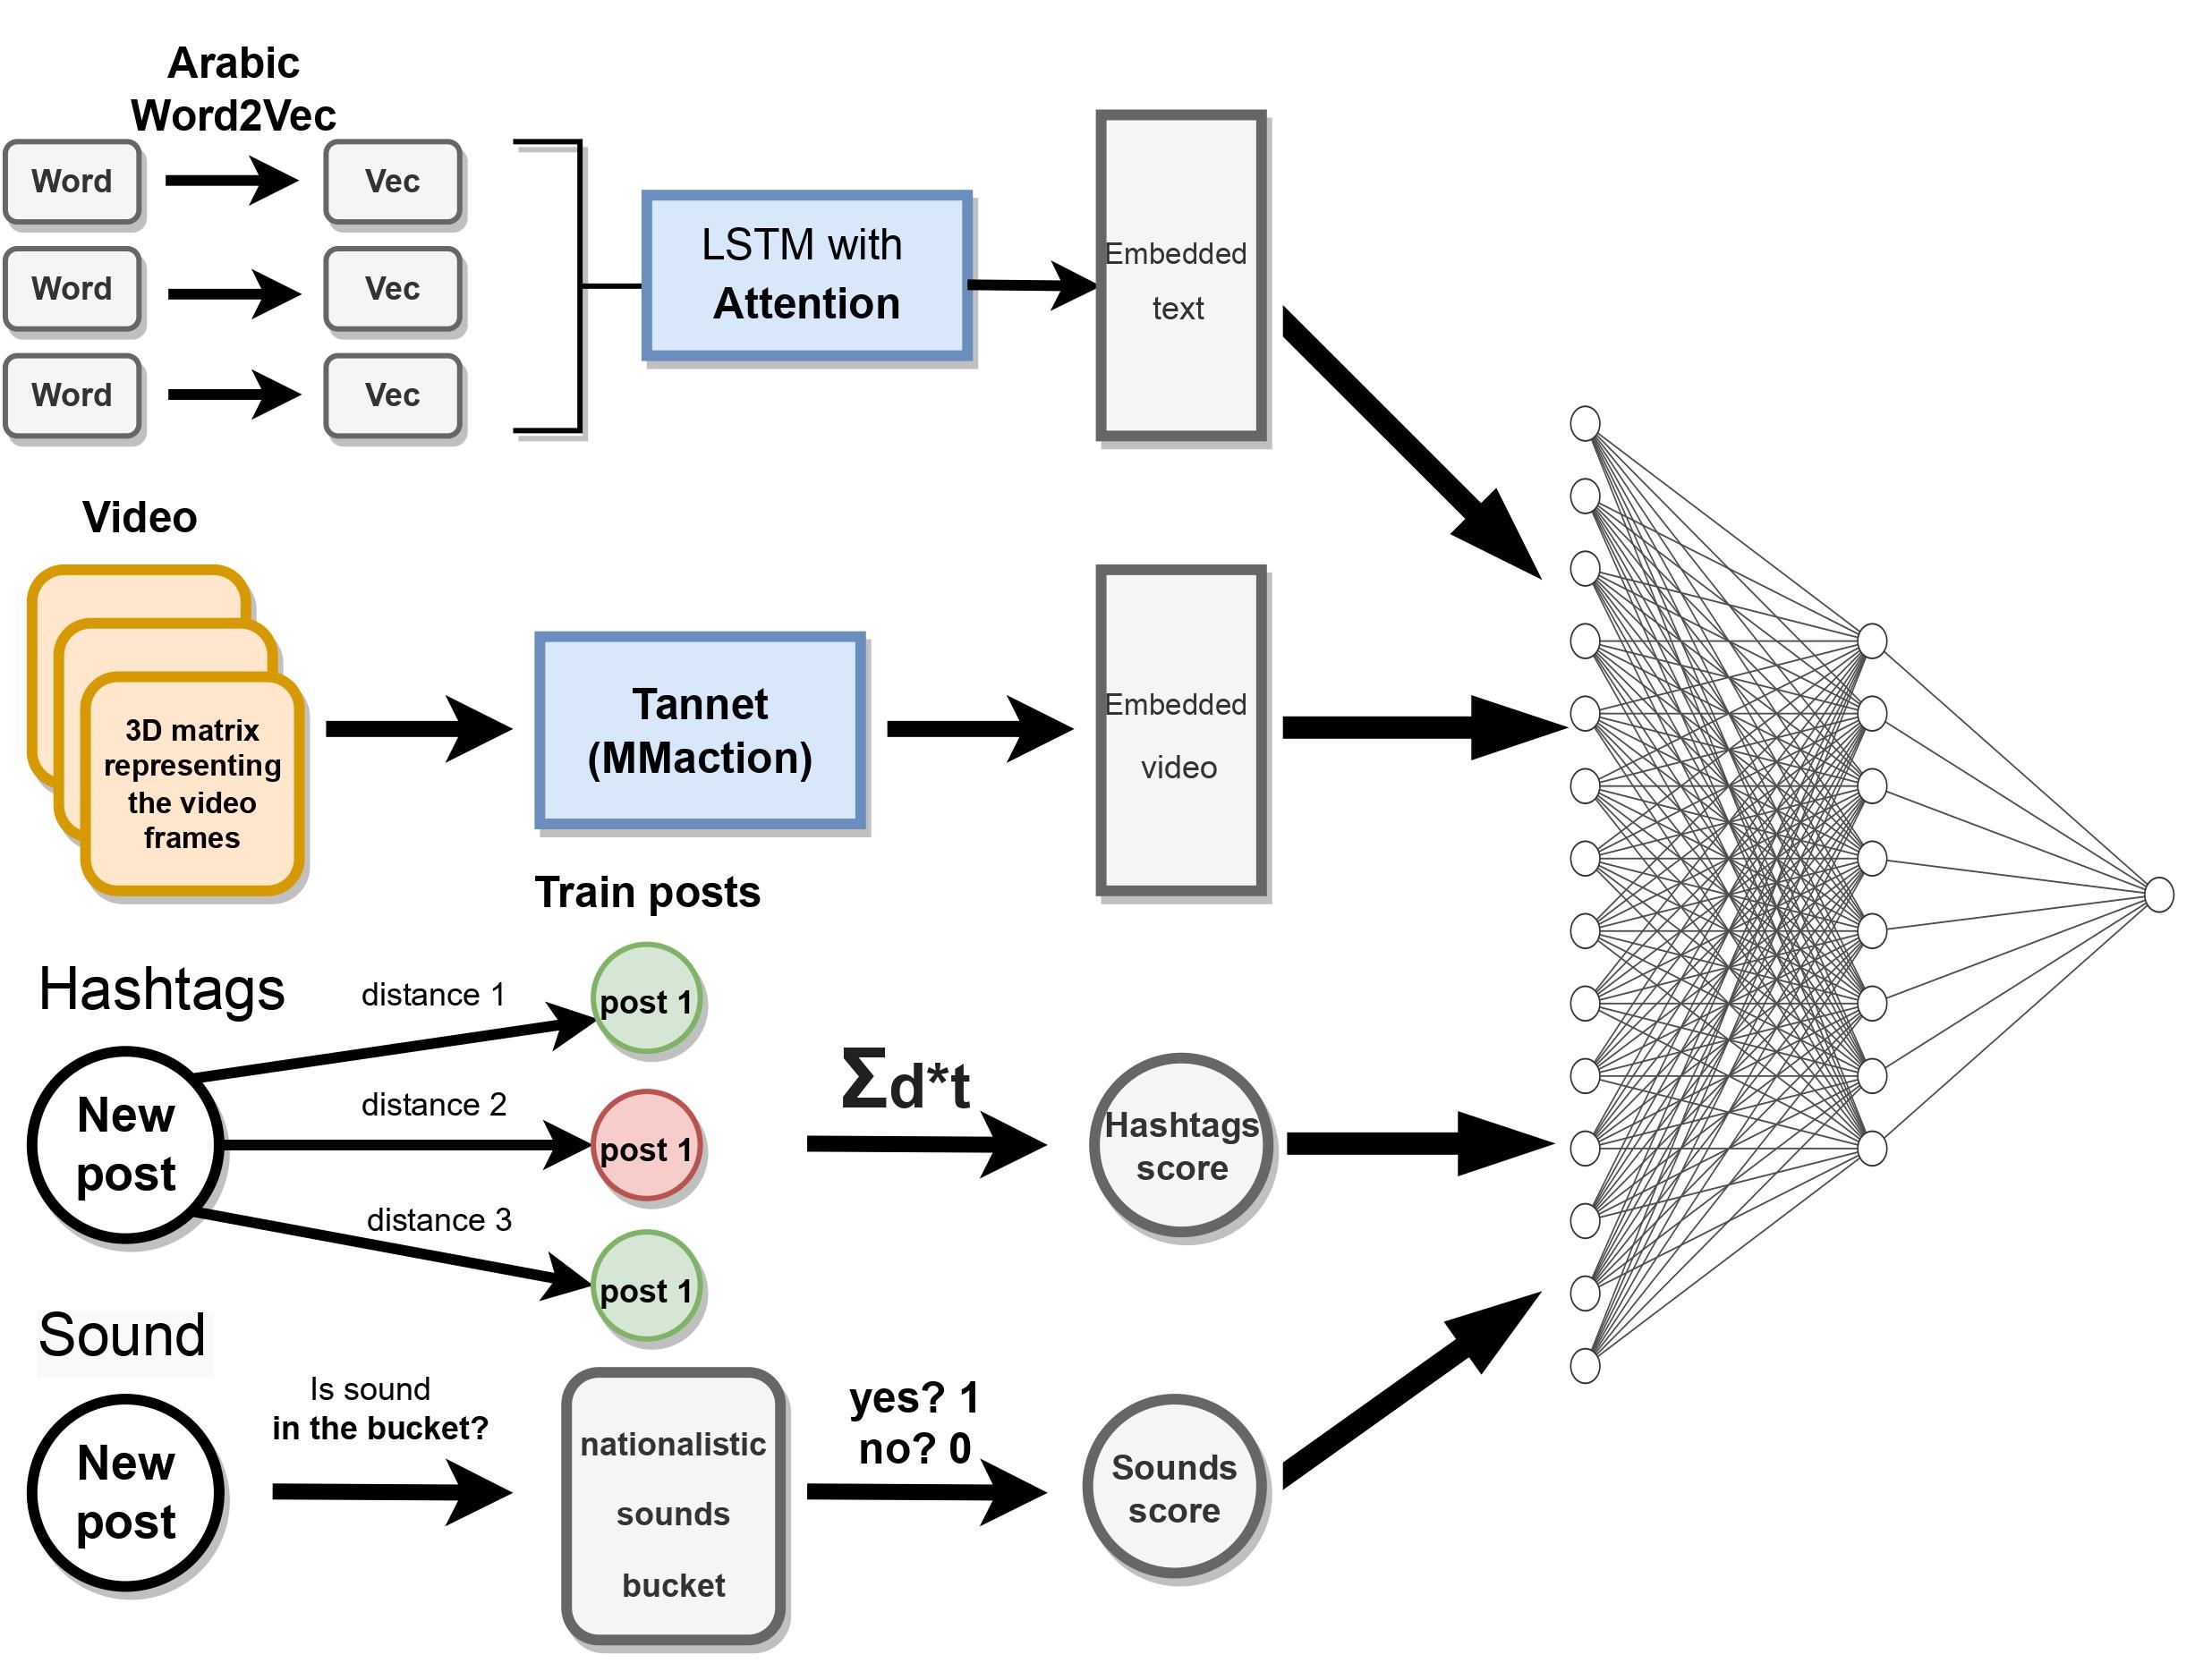 Arabic
Word2Vec
Word
Vec
Word
Vec
Word
Vec
LSTM with
Attention
Embedded
text
Video
3D matrix
representing
the video
frames
Tannet
(MMaction)
Embedded
video
Train posts
Hashtags
New
post
distance 1
distance 2
distance 3
post 1
post 1
post 1
Σd*t
Hashtags
score
Sound
New
post
Is sound
in the bucket?
nationalistic
sounds
bucket
yes? 1
no? 0
Sounds
score